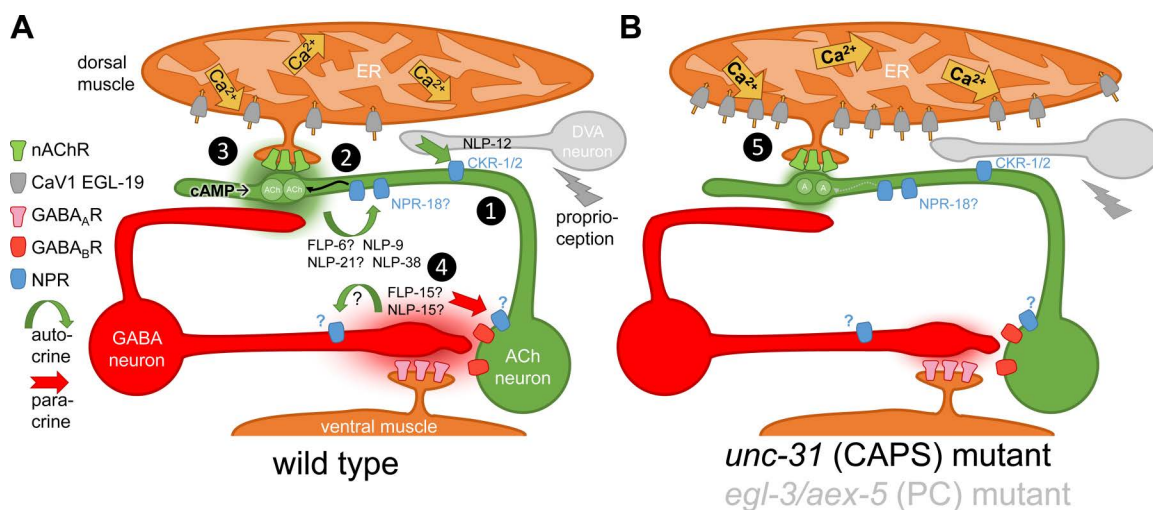 A
dorsal
muscle
Ca2+
Ca2+
Ca2+
ER
nAChR
CaV1 EGL-19
GABAAR
GABABR
NPR
auto-
crine
para-
crine
3
2
1
4
cAMP→
ACh
ACh
NLP-12
DVA
neuron
CKR-1/2
NPR-18?
proprio-
ception
FLP-6? NLP-9
NLP-21? NLP-38
?
FLP-15?
NLP-15?
?
?
GABA
neuron
ACh
neuron
ventral muscle
wild type
B
Ca2+
Ca2+
Ca2+
ER
5
A
A
CKR-1/2
NPR-18?
?
?
unc-31 (CAPS) mutant
egl-3/aex-5 (PC) mutant